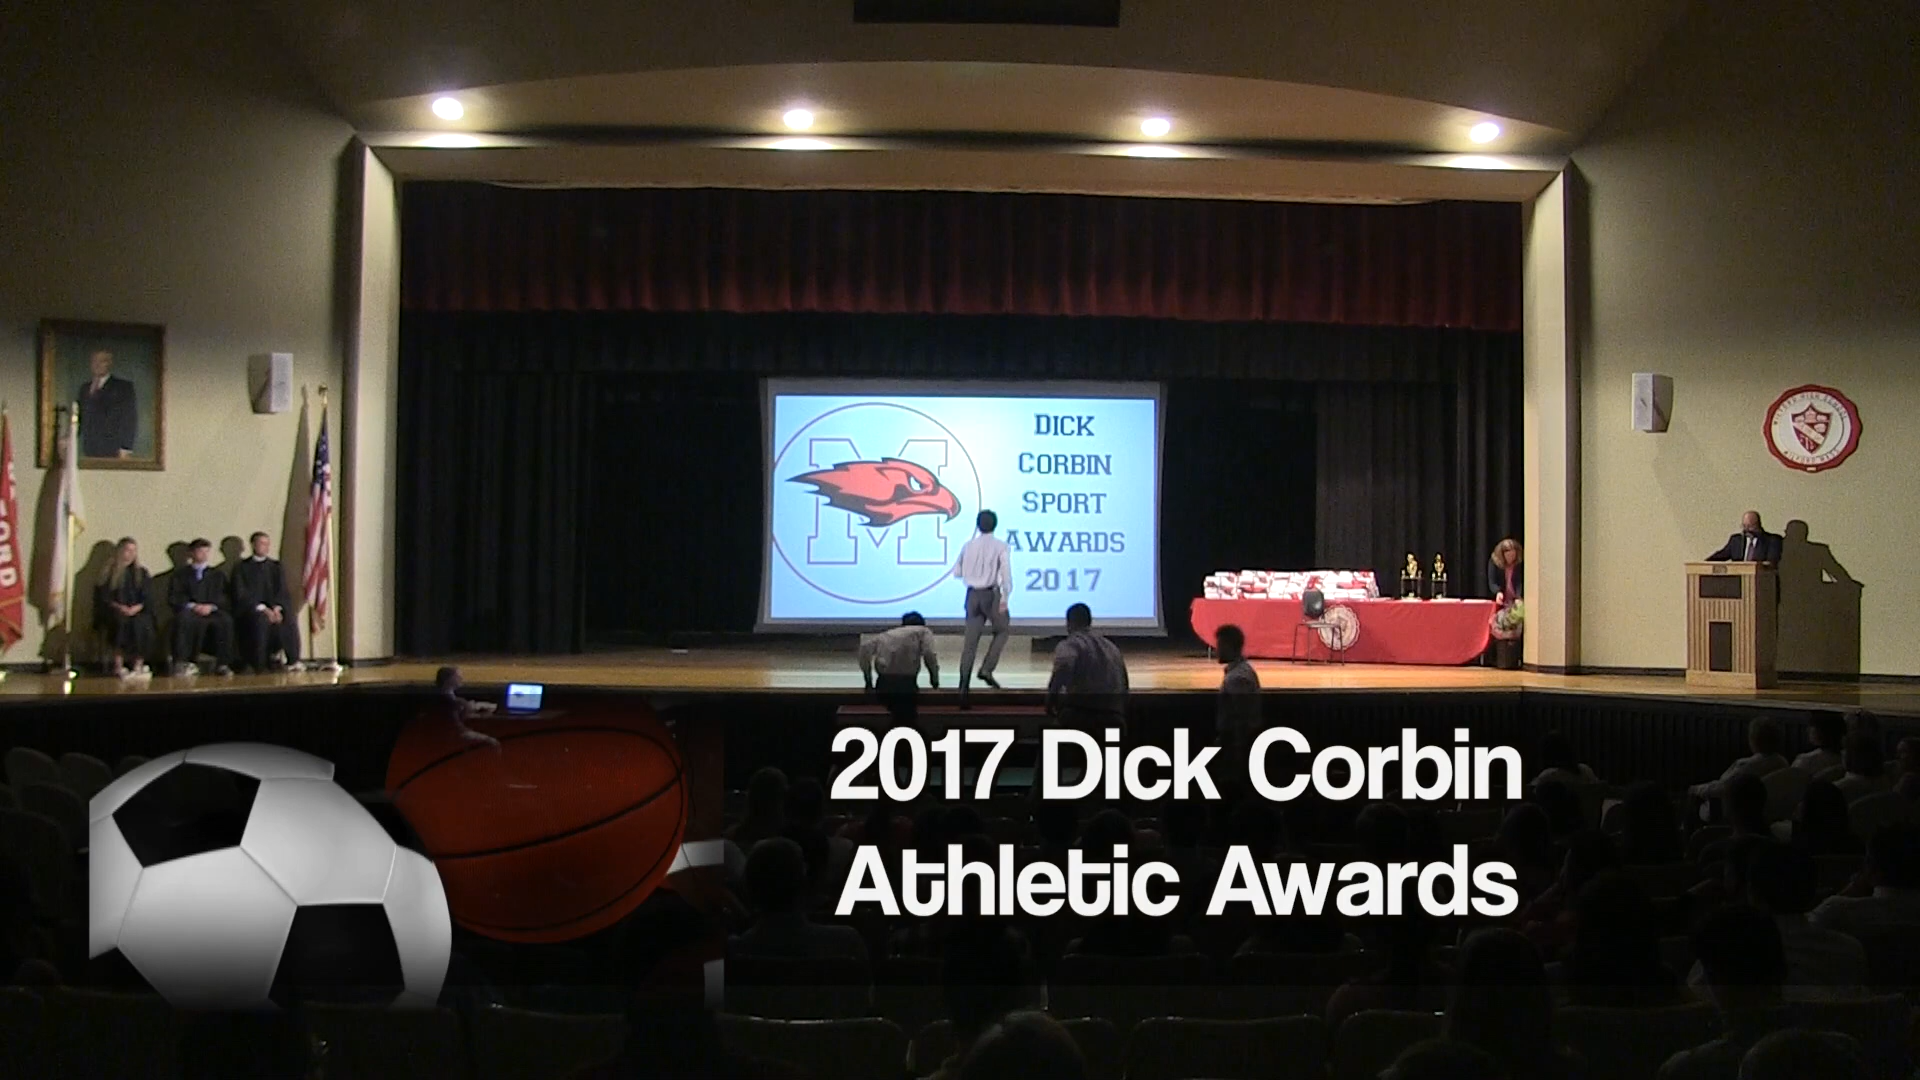 M
DICK
CORBIN
SPORT
AWARDS
2017
2017 Dick Corbin
Athletic Awards